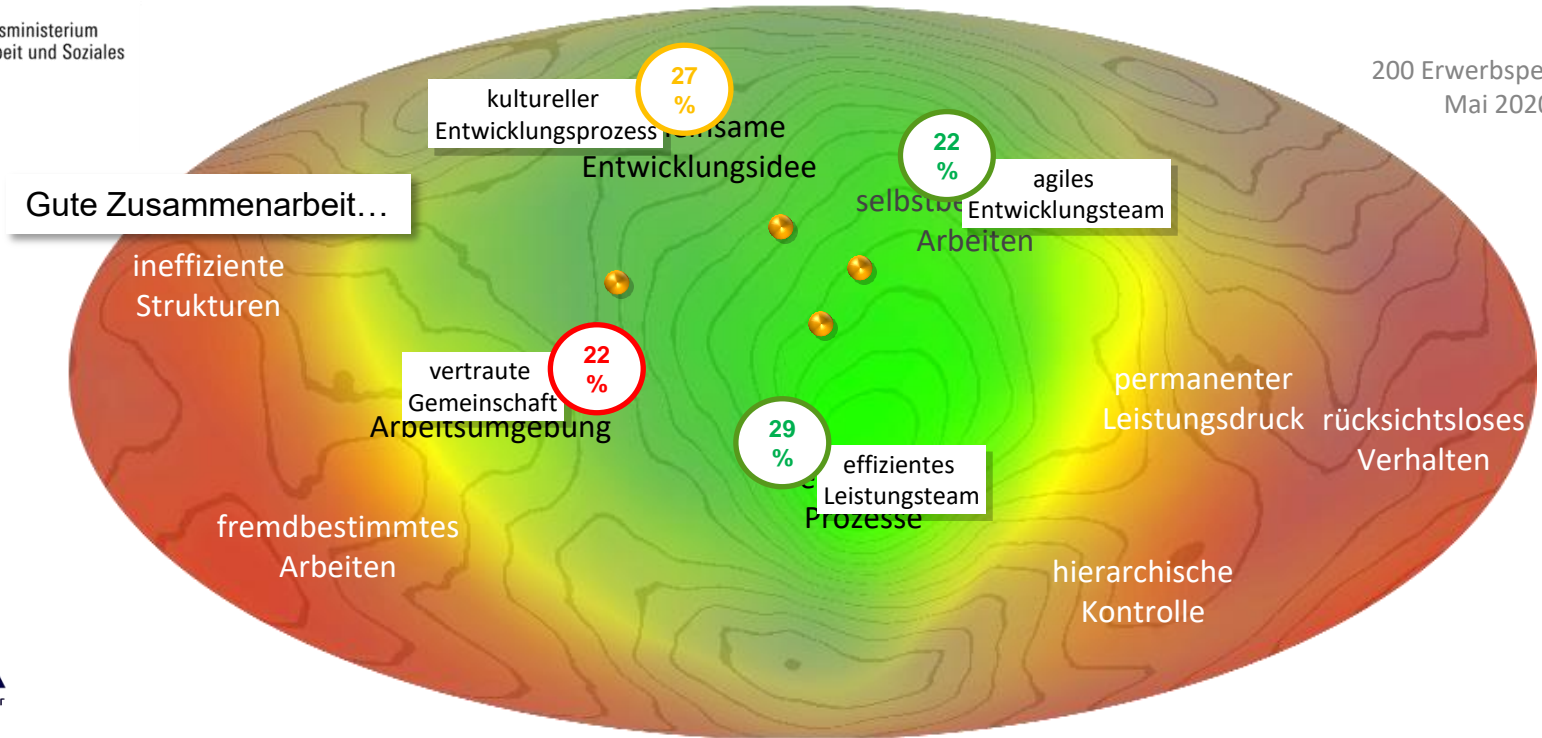 sministerium
beit und Soziales
200 Erwerbspe
Mai 2020
27
%
kultureller
Entwicklungsprozess
Entwicklungsidee
22
%
agiles
Entwicklungsteam
Arbeiten
Gute Zusammenarbeit…
ineffiziente
Strukturen
22
%
vertraute
Gemeinschaft
Arbeitsumgebung
permanenter
Leistungsdruck
rücksichtsloses
Verhalten
29
%
effizientes
Leistungsteam
Prozesse
fremdbestimmtes
Arbeiten
hierarchische
Kontrolle